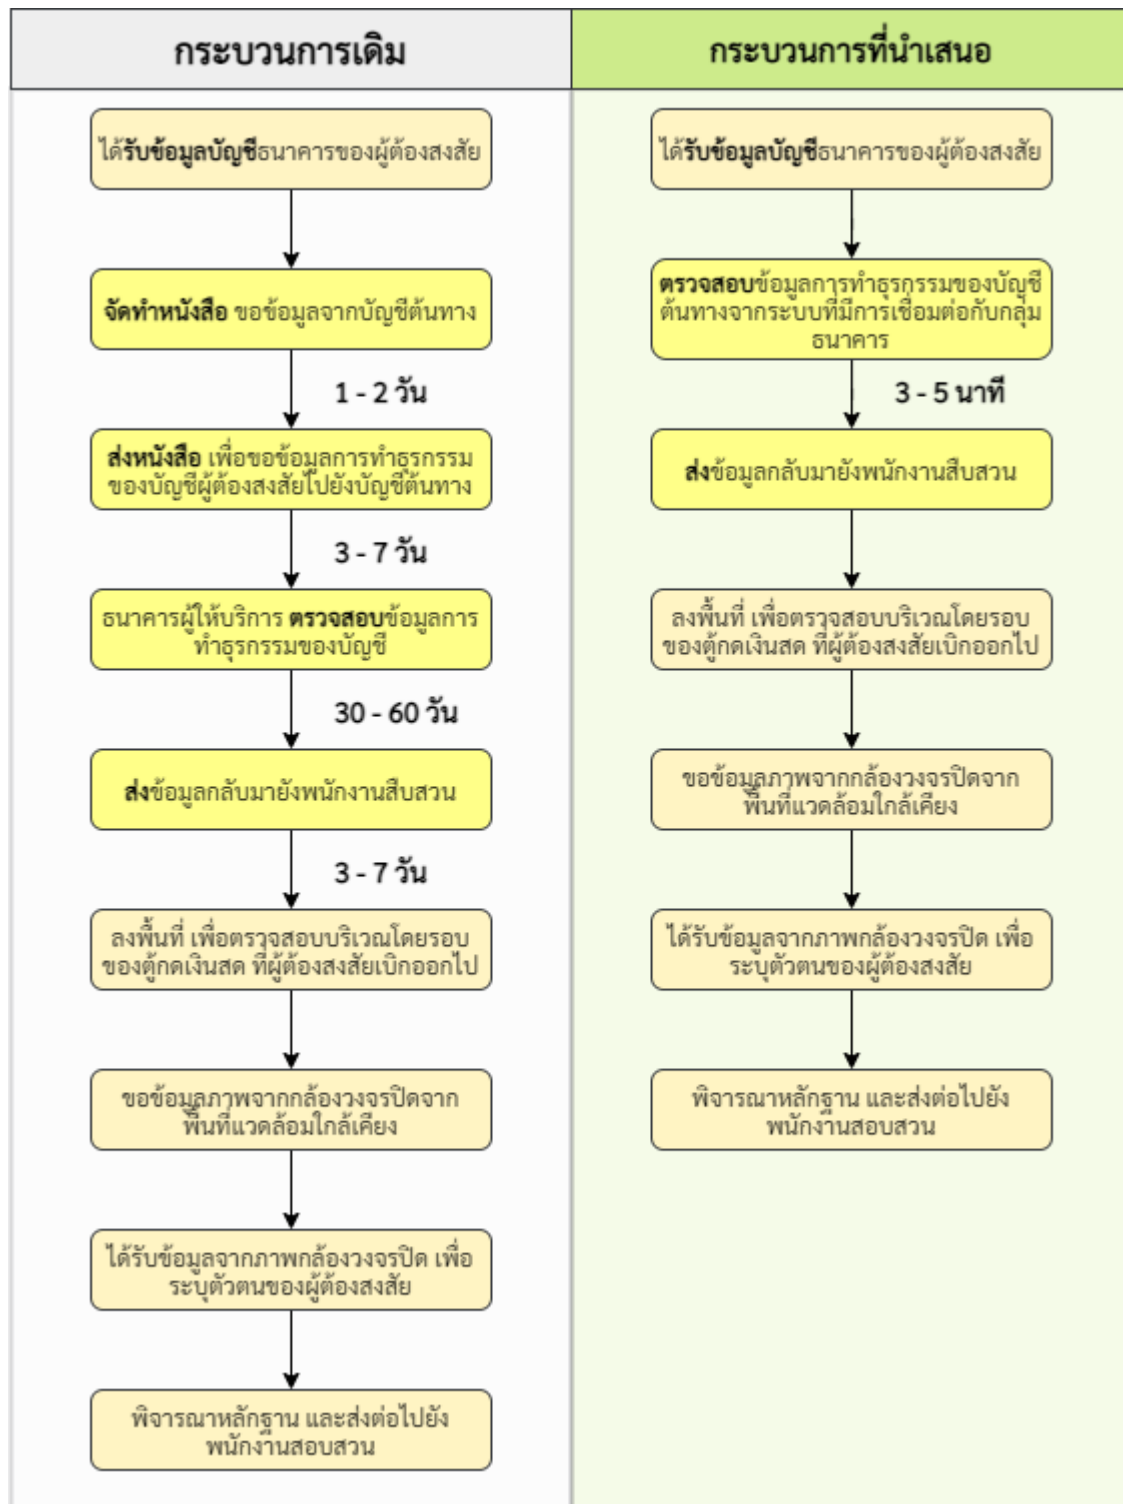 กระบวนการเดิม
ได้รับข้อมูลบัญชีธนาคารของผู้ต้องสงสัย
จัดทำหนังสือ ขอข้อมูลจากบัญชีต้นทาง
1 - 2 วัน
ส่งหนังสือ เพื่อขอข้อมูลการทำธุรกรรม
ของบัญชีผู้ต้องสงสัยไปยังบัญชีต้นทาง
3 - 7 วัน
ธนาคารผู้ให้บริการ ตรวจสอบข้อมูลการ
ทำธุรกรรมของบัญชี
30 - 60 วัน
ส่งข้อมูลกลับมายังพนักงานสืบสวน
3 - 7 วัน
ลงพื้นที่ เพื่อตรวจสอบบริเวณโดยรอบ
ของตู้กดเงินสด ที่ผู้ต้องสงสัยเบิกออกไป
ขอข้อมูลภาพจากกล้องวงจรปิดจาก
พื้นที่แวดล้อมใกล้เคียง
ได้รับข้อมูลจากภาพกล้องวงจรปิด เพื่อ
ระบุตัวตนของผู้ต้องสงสัย
พิจารณาหลักฐาน และส่งต่อไปยัง
พนักงานสอบสวน
กระบวนการที่นำเสนอ
ได้รับข้อมูลบัญชีธนาคารของผู้ต้องสงสัย
ตรวจสอบข้อมูลการทำธุรกรรมของบัญชี
ต้นทางจากระบบที่มีการเชื่อมต่อกับกลุ่ม
ธนาคาร
3 - 5 นาที
ส่งข้อมูลกลับมายังพนักงานสืบสวน
ลงพื้นที่ เพื่อตรวจสอบบริเวณโดยรอบ
ของตู้กดเงินสด ที่ผู้ต้องสงสัยเบิกออกไป
ขอข้อมูลภาพจากกล้องวงจรปิดจาก
พื้นที่แวดล้อมใกล้เคียง
ได้รับข้อมูลจากภาพกล้องวงจรปิด เพื่อ
ระบุตัวตนของผู้ต้องสงสัย
พิจารณาหลักฐาน และส่งต่อไปยัง
พนักงานสอบสวน